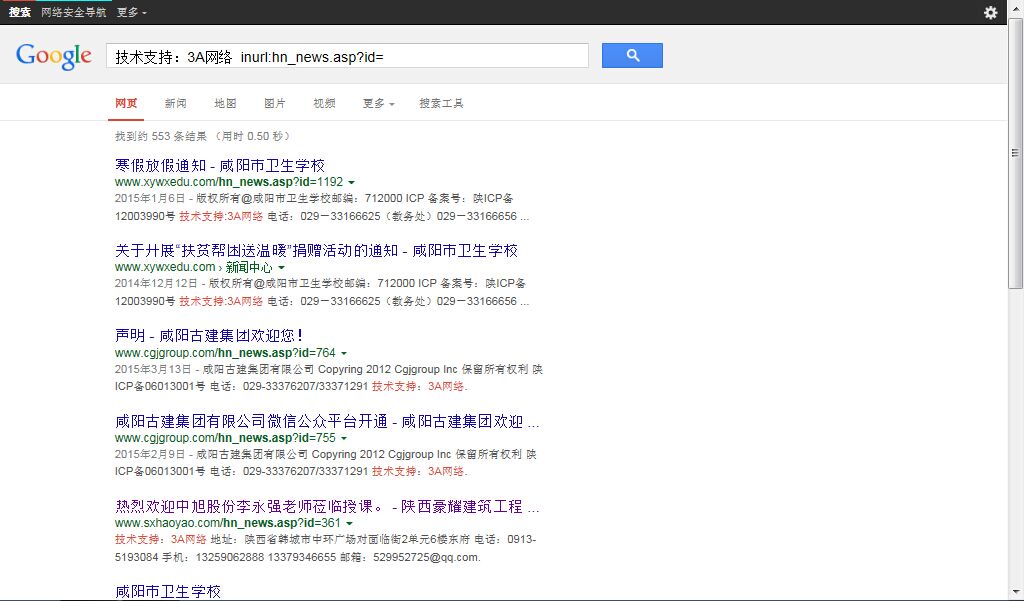 搜索 网络安全导航 更多
Google 技术支持：3A网络 inurl:hn_news.asp?id=
网页 新闻 地图 图片 视频 更多 搜索工具
找到约 553 条结果 （用时 0.50 秒）
寒假放假通知 - 咸阳市卫生学校
www.xywxedu.com/hn_news.asp?id=1192
2015年1月6日 - 版权所有@咸阳市卫生学校邮编：712000 ICP 备案号：陕ICP备
12003990号 技术支持:3A网络 电话：029－33166625（教务处）029－33166656 ...
关于廾展“扶贫帮困送温暖”捐赠活动的通知 - 咸阳市卫生学校
www.xywxedu.com › 新闻中心
2014年12月12日 - 版权所有@咸阳市卫生学校邮编：712000 ICP 备案号：陕ICP备
12003990号 技术支持:3A网络 电话：029－33166625（教务处）029－33166656 ...
声明 - 咸阳古建集团欢迎您！
www.cgjgroup.com/hn_news.asp?id=764
2015年3月13日 - 咸阳古建集团有限公司 Copyring 2012 Cgjgroup Inc 保留所有权利 陕
ICP备06013001号 电话：029-33376207/33371291 技术支持：3A网络.
咸阳古建集团有限公司微信公众平台开通 - 咸阳古建集团欢迎 ...
www.cgjgroup.com/hn_news.asp?id=755
2015年2月9日 - 咸阳古建集团有限公司 Copyring 2012 Cgjgroup Inc 保留所有权利 陕
ICP备06013001号 电话：029-33376207/33371291 技术支持：3A网络.
热烈欢迎中旭股份李永强老师莅临授课。 - 陕西豪耀建筑工程 ...
www.sxhaoyao.com/hn_news.asp?id=361
技术支持：3A网络 地址：陕西省韩城市中环广场对面临街2单元6楼东府 电话：0913-
5193084 手机：13259062888 13379346655 邮箱：529952725@qq.com.
咸阳市卫生学校